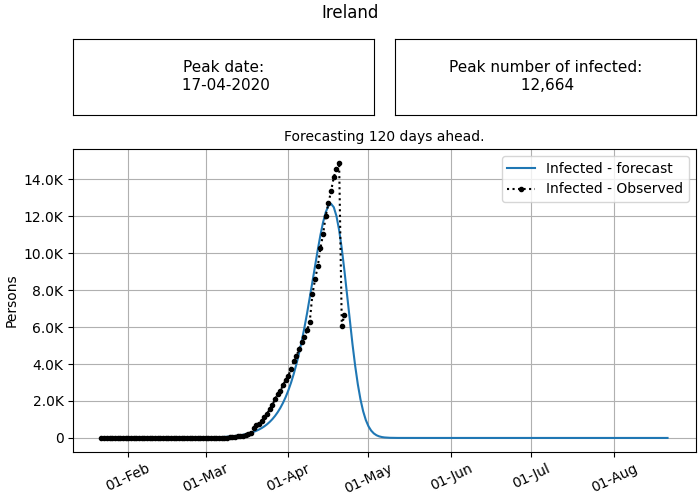 Ireland
Peak date:
17-04-2020
Peak number of infected:
12,664
Forecasting 120 days ahead.
Infected - forecast
Infected - Observed
Persons
14.0K
12.0K
10.0K
8.0K
6.0K
4.0K
2.0K
0
01-Feb
01-Mar
01-Apr
01-May
01-Jun
01-Jul
01-Aug